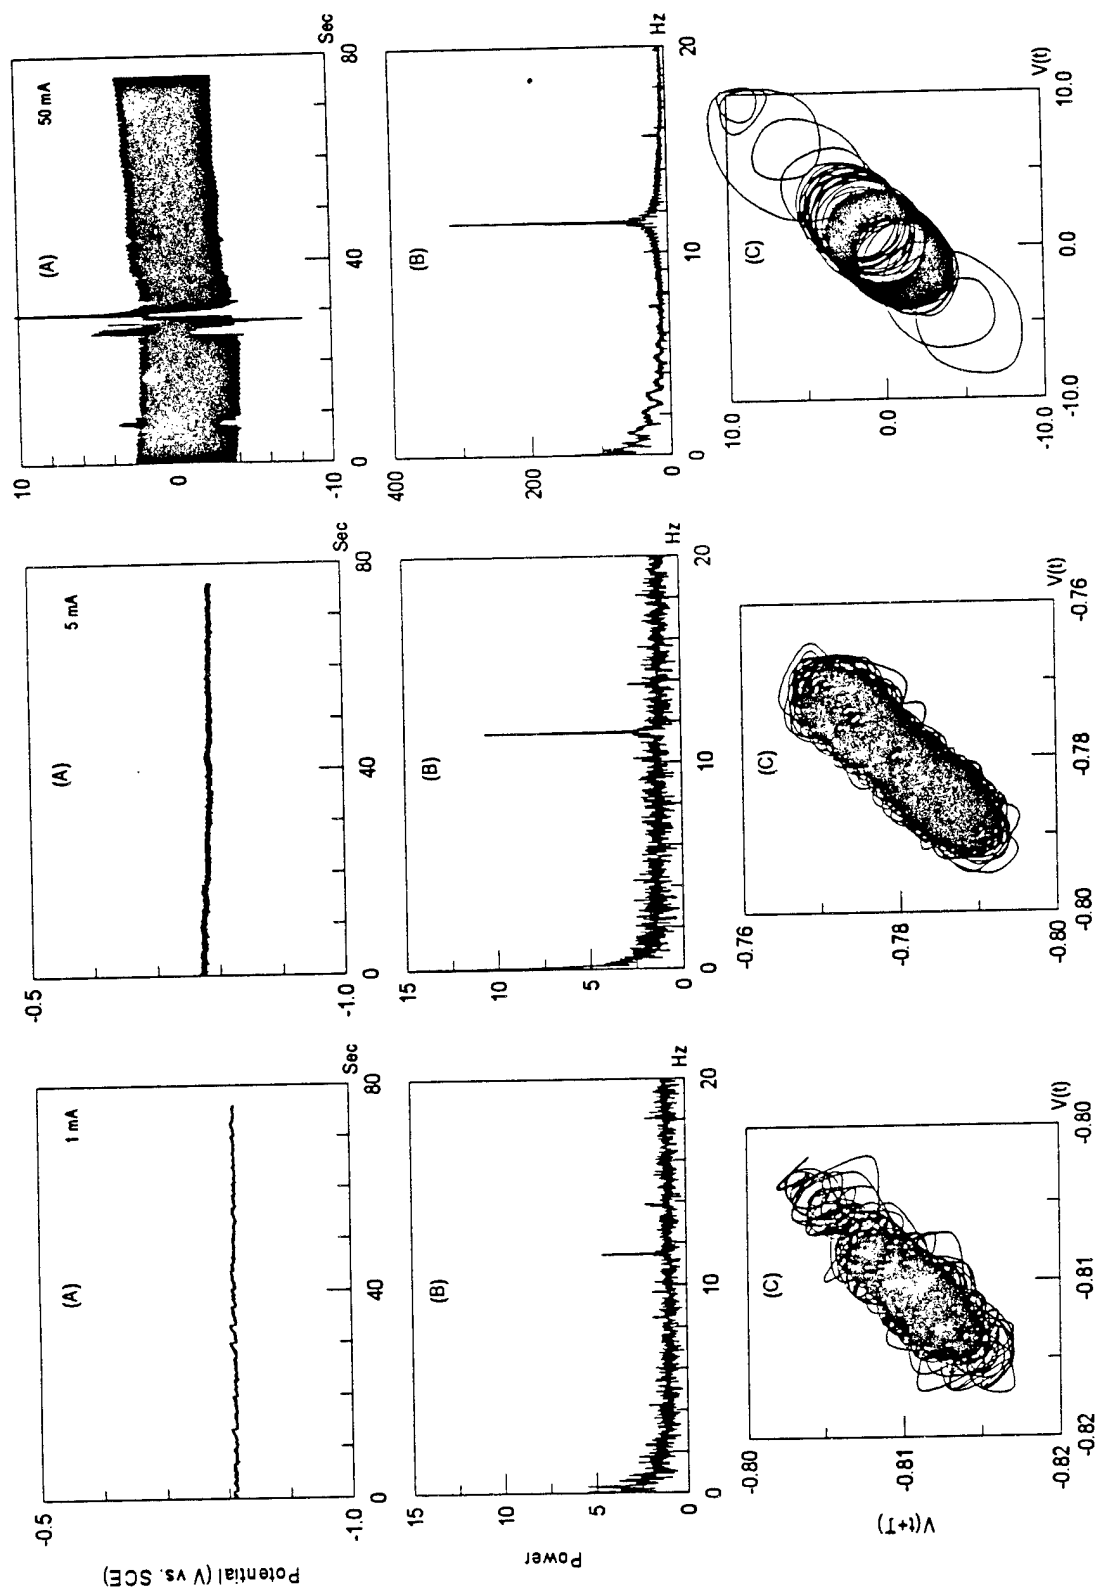 Potential (V vs. SCE)
-0.5
-1.0
(A)
1 mA
0
40
80
Sec
-0.5
-1.0
(A)
5 mA
0
40
80
Sec
10
0
-10
(A)
50 mA
0
40
80
Sec
Power
15
10
5
0
(B)
0
10
20
Hz
15
10
5
0
(B)
0
10
20
Hz
400
200
0
(B)
0
10
20
Hz
V(t+T)
-0.80
-0.81
-0.82
(C)
-0.82
-0.81
-0.80
V(t)
-0.76
-0.78
-0.80
(C)
-0.80
-0.78
-0.76
V(t)
10.0
0.0
-10.0
(C)
-10.0
0.0
10.0
V(t)